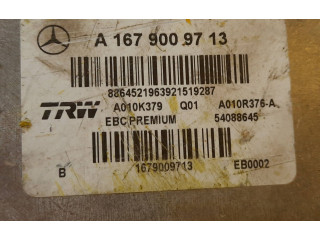 A 167 900 97 13
8864521963921519287
TRW A010K379 Q01 A010R376-A
EBC PREMIUM 54088645
B 1679009713 EB0002